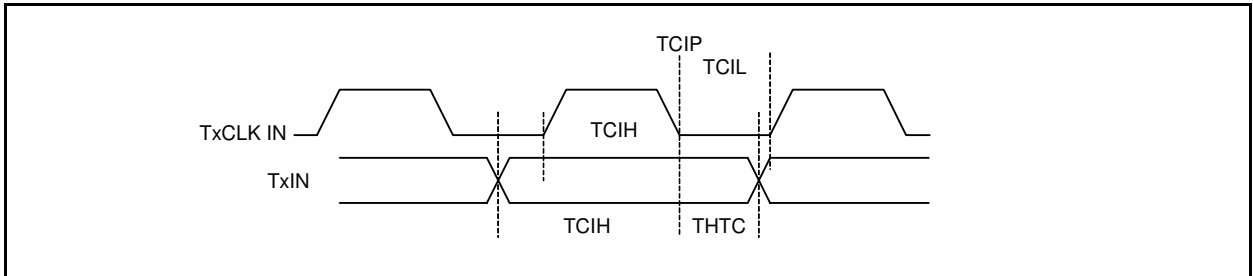 TCIP
TCIL
TxCLK IN
TCIH
TxIN
TCIH
THTC